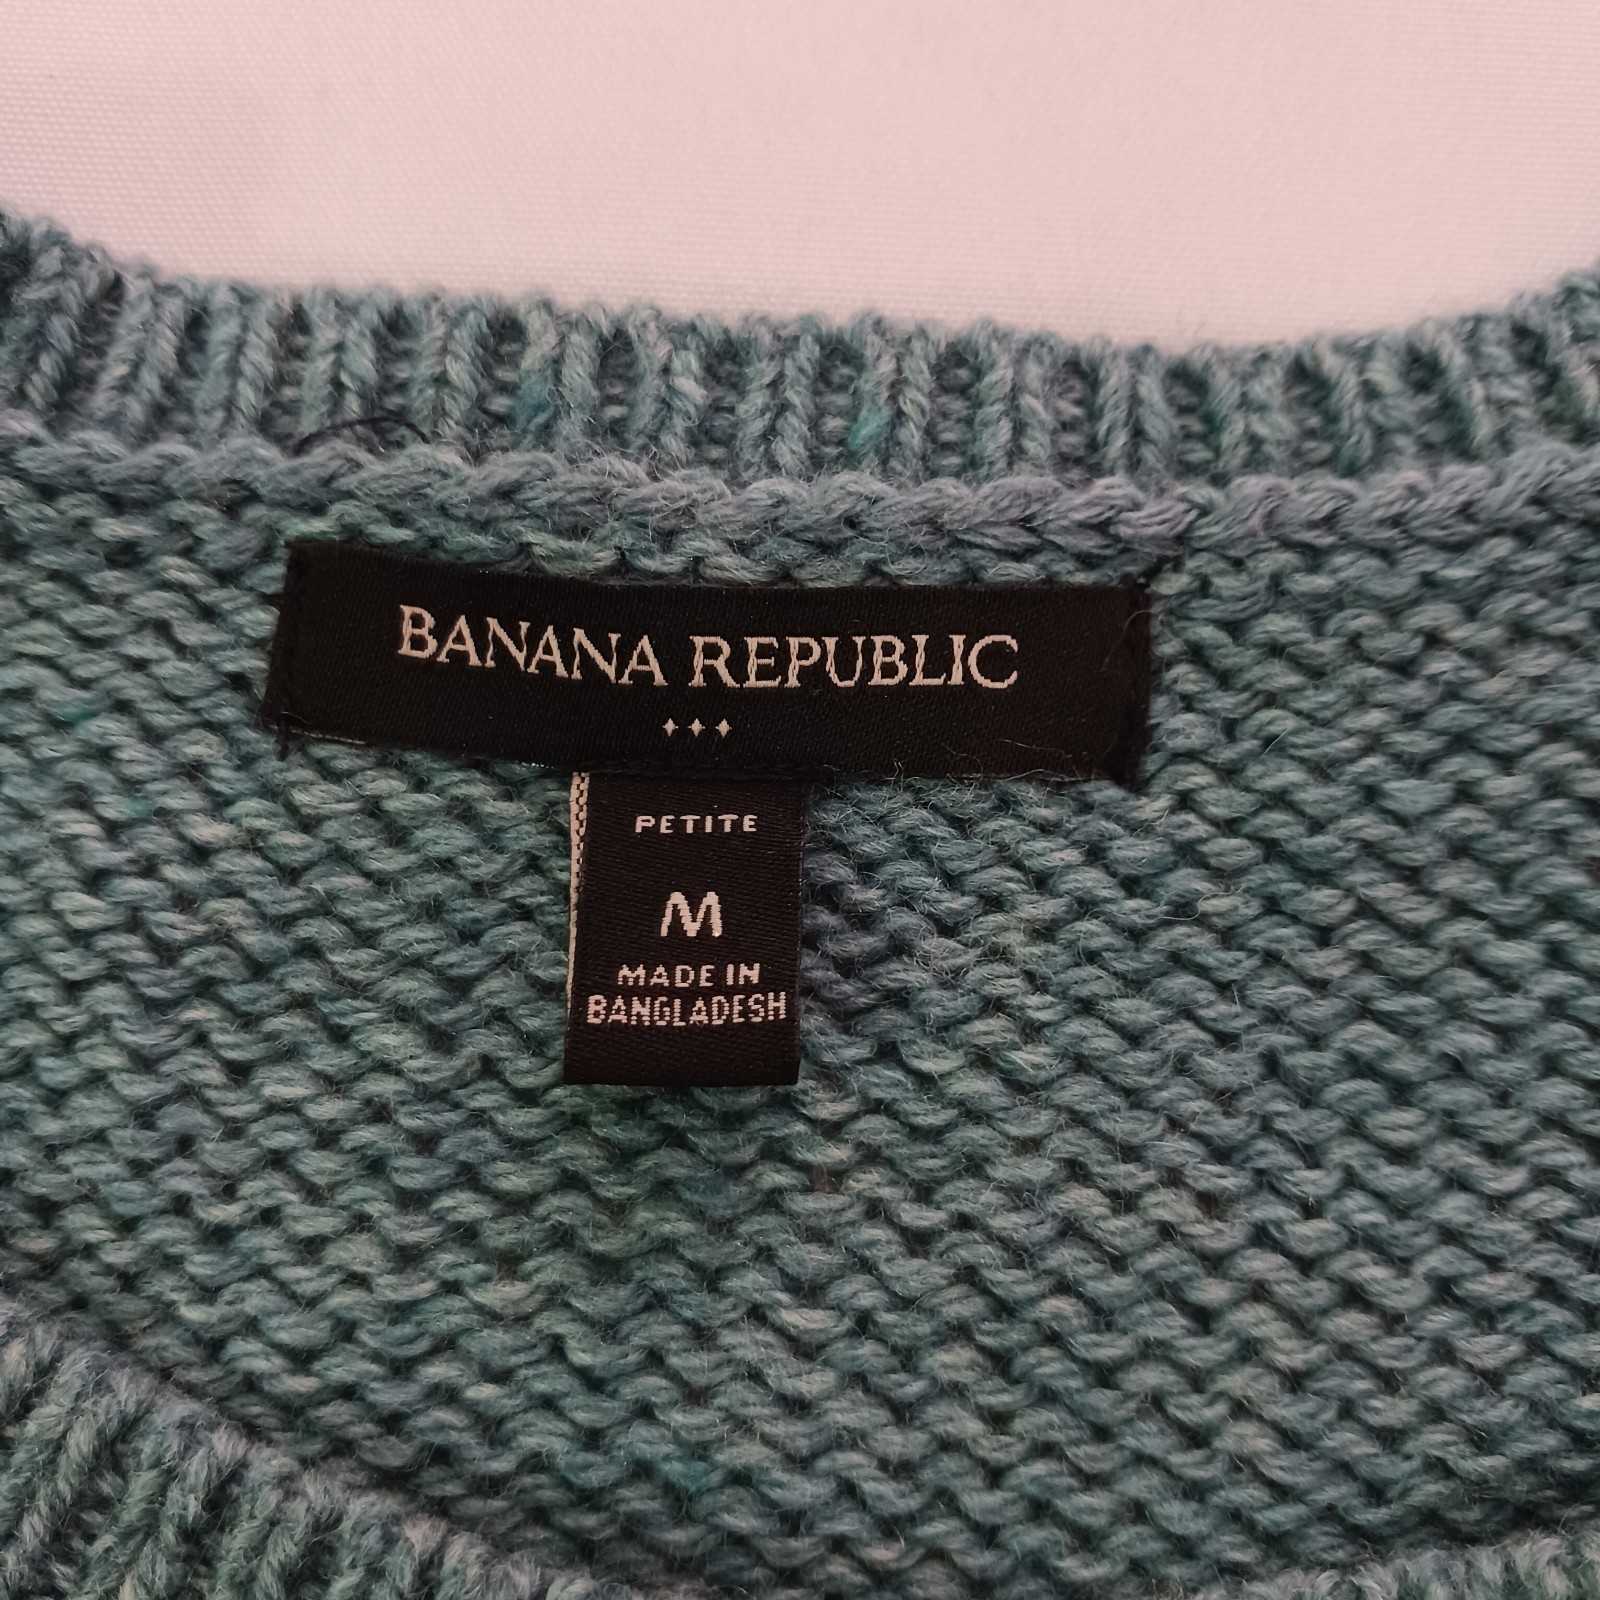 BANANA REPUBLIC
PETITE
M
MADE IN
BANGLADESH